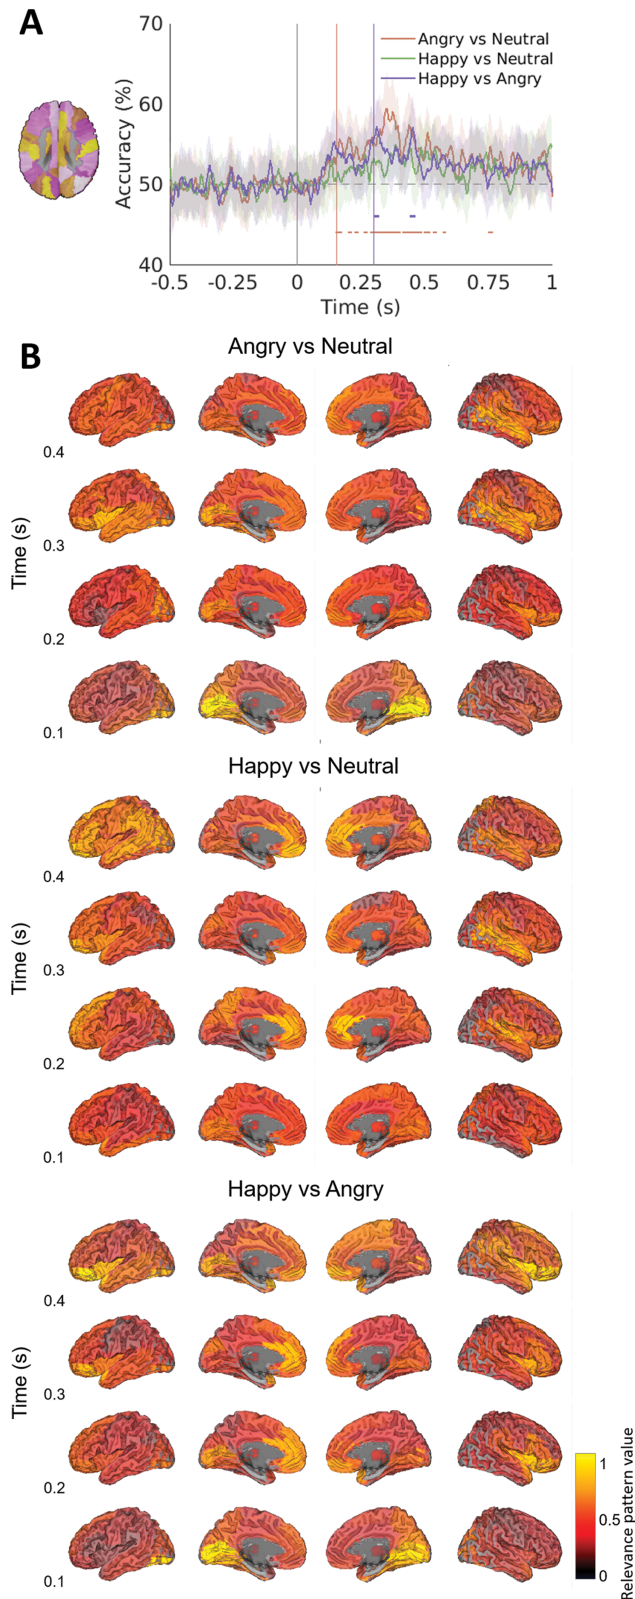 A
70
60
50
40
Accuracy (%)
Angry vs Neutral
Happy vs Neutral
Happy vs Angry
-0.5 -0.25 0 0.25 0.5 0.75 1
Time (s)
B
Angry vs Neutral
0.4
0.3
0.2
0.1
Time (s)
Happy vs Neutral
0.4
0.3
0.2
0.1
Time (s)
Happy vs Angry
0.4
0.3
0.2
0.1
Time (s)
1
0.5
0
Relevance pattern value